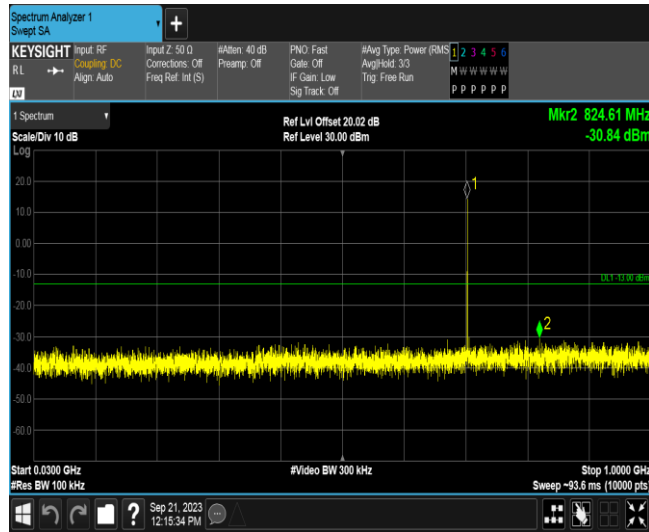 Spectrum Analyzer 1
Swept SA
+
KEYSIGHT Input: RF Input Z: 50 Ω #Atten: 40 dB PNO: Fast #Avg Type: Power (RMS 1 2 3 4 5 6
RL Coupling: DC Corrections: Off Preamp: Off Gate: Off Avg|Hold: 3/3 M W W W W W
Align: Auto Freq Ref: Int (S) IF Gain: Low Trig: Free Run
Sig Track: Off P P P P P P
LXI
1 Spectrum
Ref Lvl Offset 20.02 dB Mkr2 824.61 MHz
Scale/Div 10 dB Ref Level 30.00 dBm -30.84 dBm
Log
20.0
1
10.0
0.00
-10.0
DL1 -13.00 dBm
-20.0
2
-30.0
-40.0
-50.0
-60.0
Start 0.0300 GHz #Video BW 300 kHz Stop 1.0000 GHz
#Res BW 100 kHz Sweep ~93.6 ms (10000 pts)
? Sep 21, 2023
12:15:34 PM